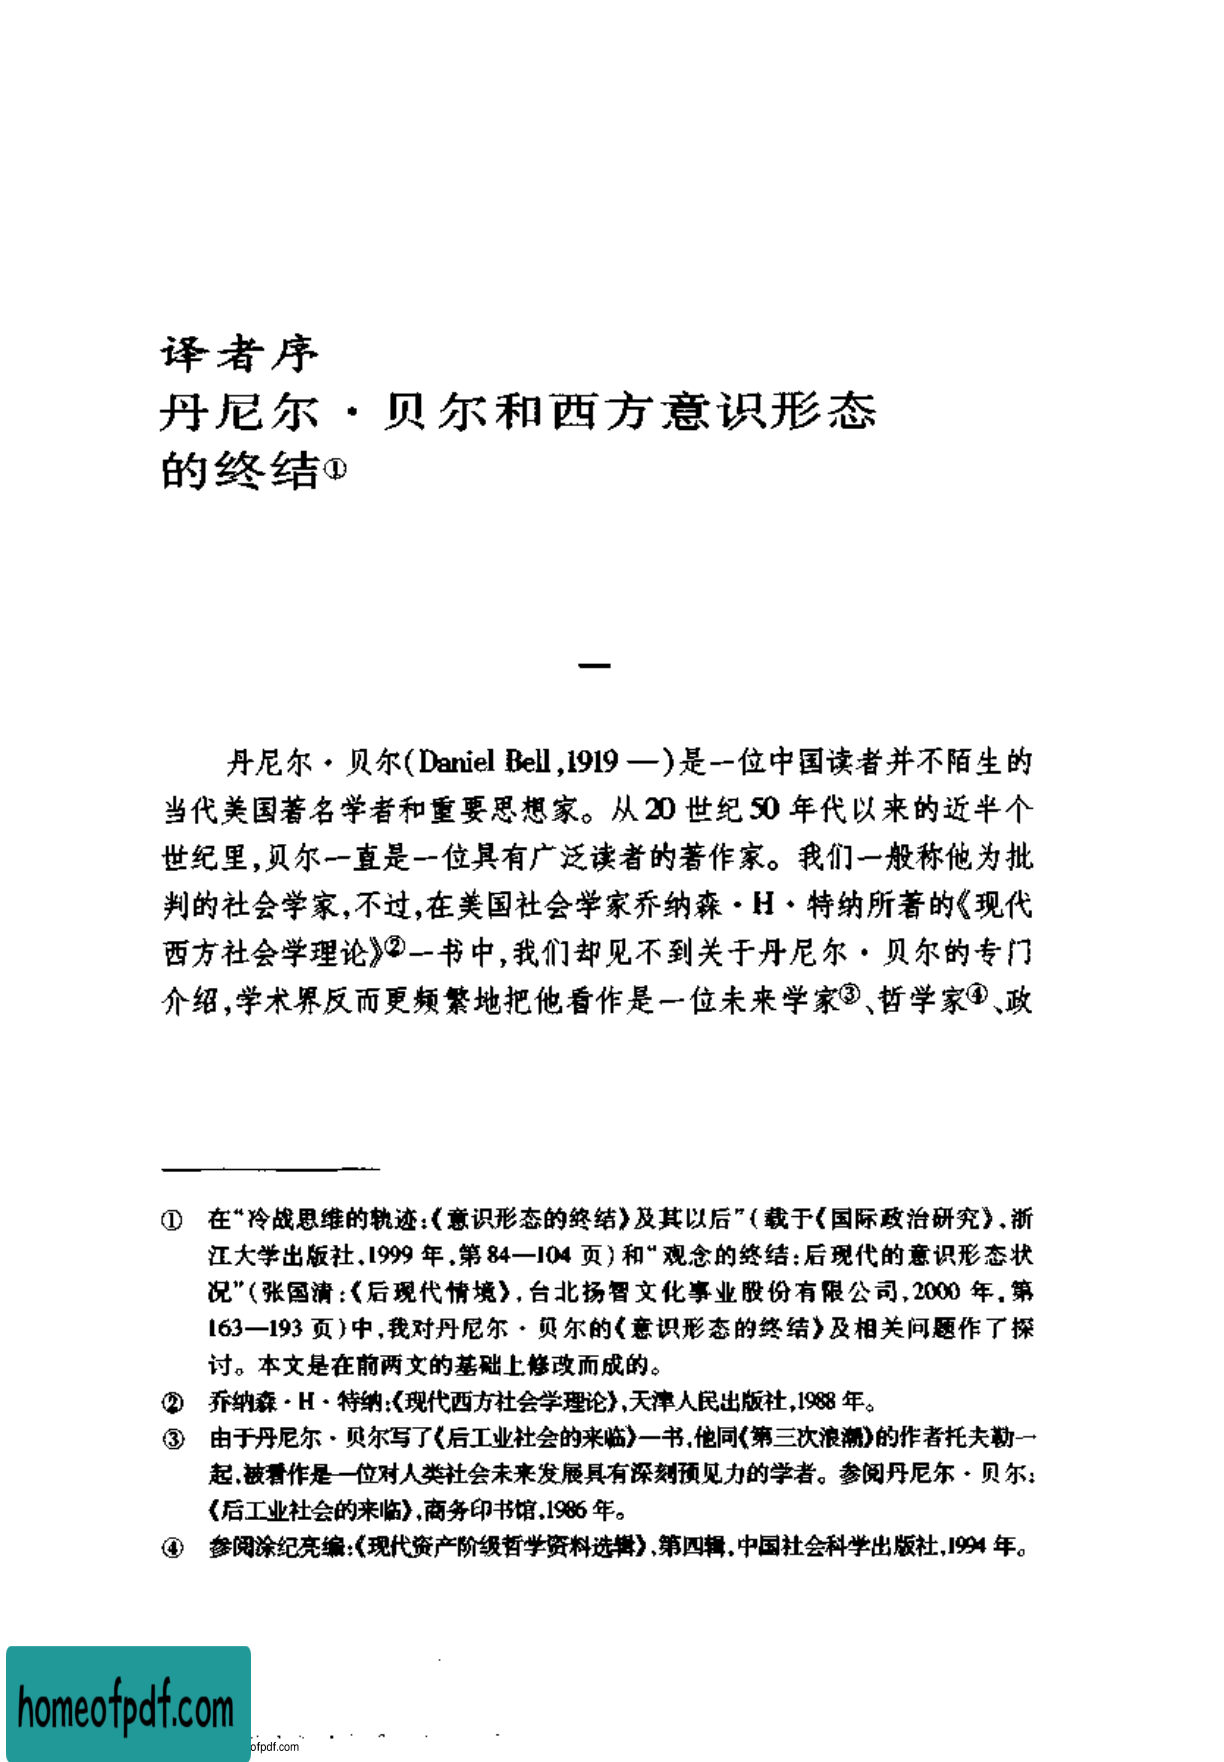 译者序
丹尼尔·贝尔和西方意识形态
的终结①
一
丹尼尔·贝尔(Daniel Bell,1919—)是一位中国读者并不陌生的
当代美国著名学者和重要思想家。从20世纪50年代以来的近半个
世纪里,贝尔一直是一位具有广泛读者的著作家。我们一般称他为批
判的社会学家,不过,在美国社会学家乔纳森·H·特纳所著的《现代
西方社会学理论》②一书中,我们却见不到关于丹尼尔·贝尔的专门
介绍,学术界反而更频繁地把他看作是一位未来学家③、哲学家④、政
① 在“冷战思维的轨迹:《意识形态的终结》及其以后”(载于《国际政治研究》,浙
江大学出版社,1999年,第84—104页)和“观念的终结:后现代的意识形态状
况”(张国清:《后现代情境》,台北扬智文化事业股份有限公司,2000年,第
163—193页)中,我对丹尼尔·贝尔的《意识形态的终结》及相关问题作了探
讨。本文是在前两文的基础上修改而成的。
② 乔纳森·H·特纳:《现代西方社会学理论》,天津人民出版社,1988年。
③ 由于丹尼尔·贝尔写了《后工业社会的来临》一书,他同《第三次浪潮》的作者托夫勒一
起,被看作是一位对人类社会未来发展具有深刻预见力的学者。参阅丹尼尔·贝尔:
《后工业社会的来临》,商务印书馆,1986年。
④ 参阅涂纪亮编:《现代资产阶级哲学资料选辑》,第四辑,中国社会科学出版社,1994年。
homeofpdf.com
ofpdf.com